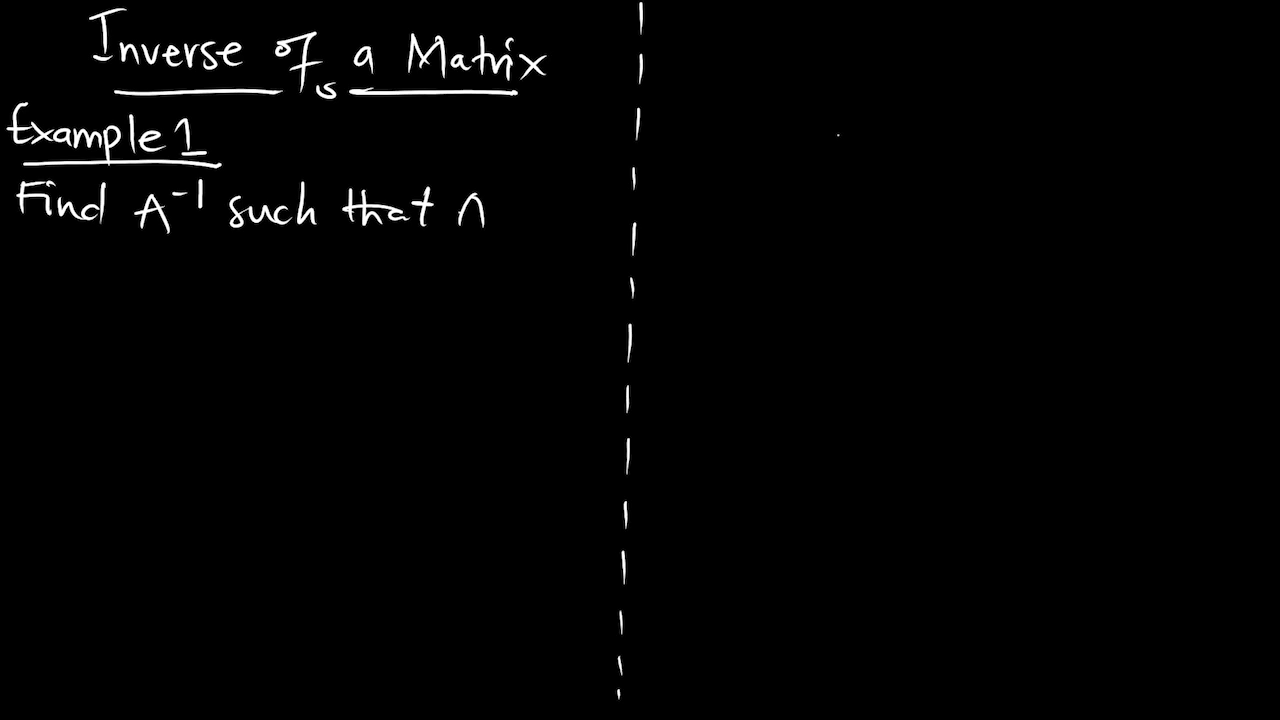 Inverse of a Matrix
Example 1
Find A⁻¹ such that